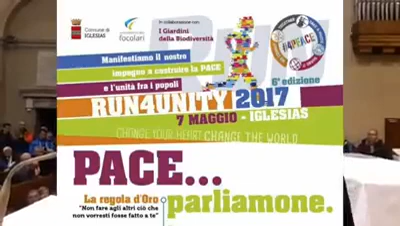 Comune di
IGLESIAS
focolari
In collaborazione con:
I Giardini
della Biodiversità
Manifestiamo il nostro
impegno a costruire la PACE
e l'unità fra i popoli
#4PEACE
6ª edizione
RUN4UNITY 2017
7 MAGGIO - IGLESIAS
CHANGE YOUR HEART CHANGE THE WORLD
PACE...
La regola d'Oro
"Non fare agli altri ciò che
non vorresti fosse fatto a te"
parliamone.